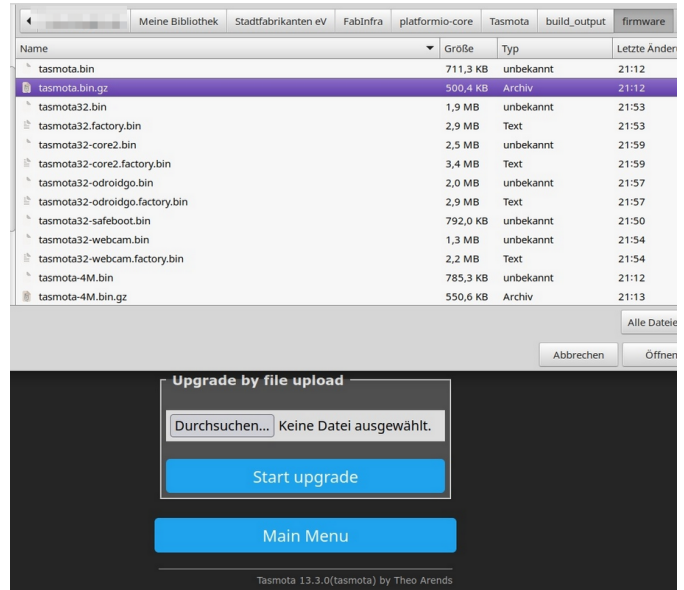 Meine Bibliothek Stadtfabrikanten eV FabInfra platformio-core Tasmota build_output firmware
Name Größe Typ Letzte Änder
tasmota.bin 711,3 KB unbekannt 21:12
tasmota.bin.gz 500,4 KB Archiv 21:12
tasmota32.bin 1,9 MB unbekannt 21:53
tasmota32.factory.bin 2,9 MB Text 21:53
tasmota32-core2.bin 2,5 MB unbekannt 21:59
tasmota32-core2.factory.bin 3,4 MB Text 21:59
tasmota32-odroidgo.bin 2,0 MB unbekannt 21:57
tasmota32-odroidgo.factory.bin 2,9 MB Text 21:57
tasmota32-safeboot.bin 792,0 KB unbekannt 21:50
tasmota32-webcam.bin 1,3 MB unbekannt 21:54
tasmota32-webcam.factory.bin 2,2 MB Text 21:54
tasmota-4M.bin 785,3 KB unbekannt 21:12
tasmota-4M.bin.gz 550,6 KB Archiv 21:13
Alle Dateie
Abbrechen Öffnen
Upgrade by file upload
Durchsuchen... Keine Datei ausgewählt.
Start upgrade
Main Menu
Tasmota 13.3.0(tasmota) by Theo Arends